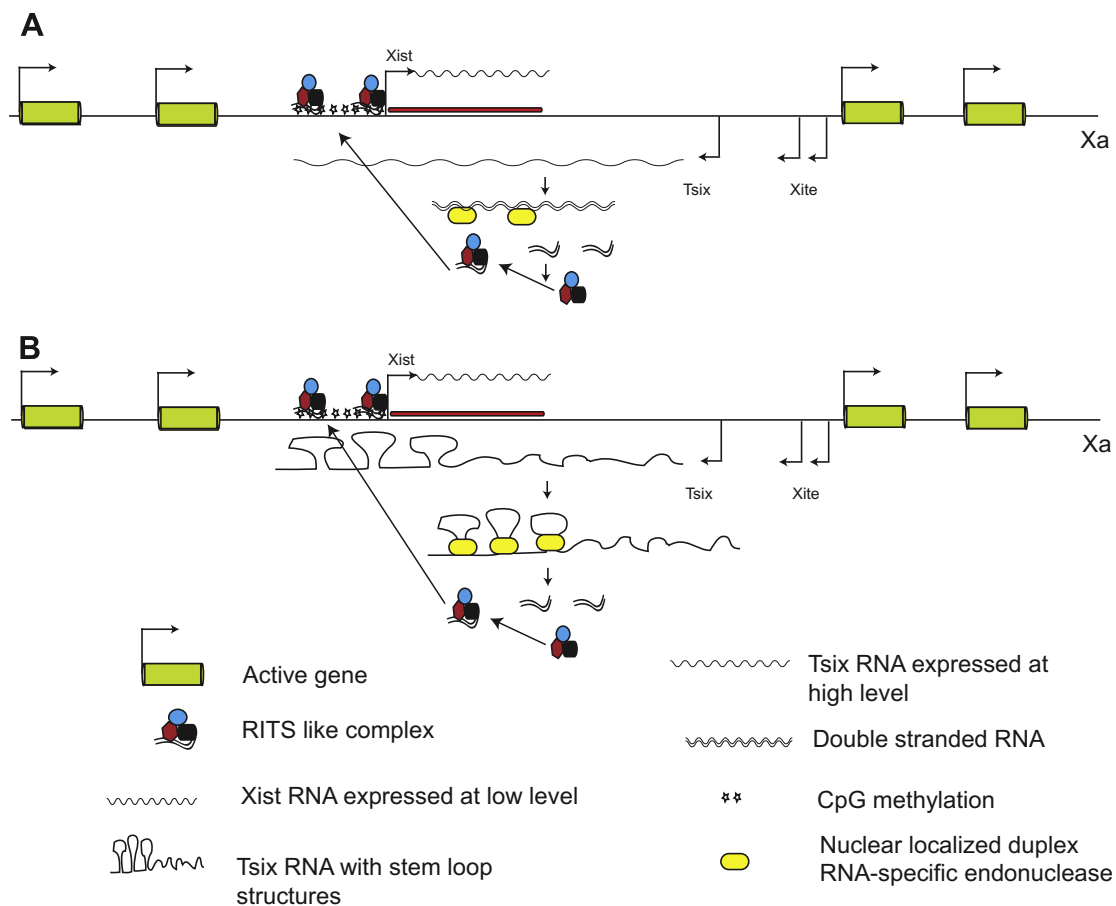 A
Xist
Xa
Tsix
Xite
B
Xist
Xa
Tsix
Xite
Active gene
RITS like complex
Xist RNA expressed at low level
Tsix RNA with stem loop
structures
Tsix RNA expressed at
high level
Double stranded RNA
CpG methylation
Nuclear localized duplex
RNA-specific endonuclease